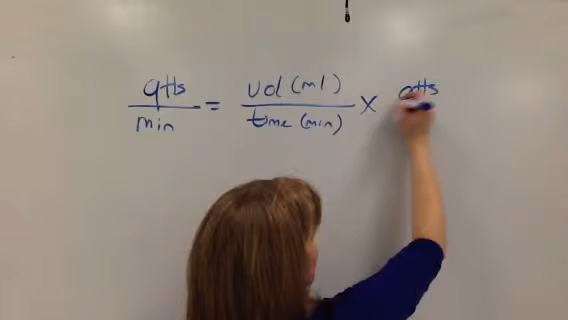 gtts / min = vol (ml) / time (min) x gtts